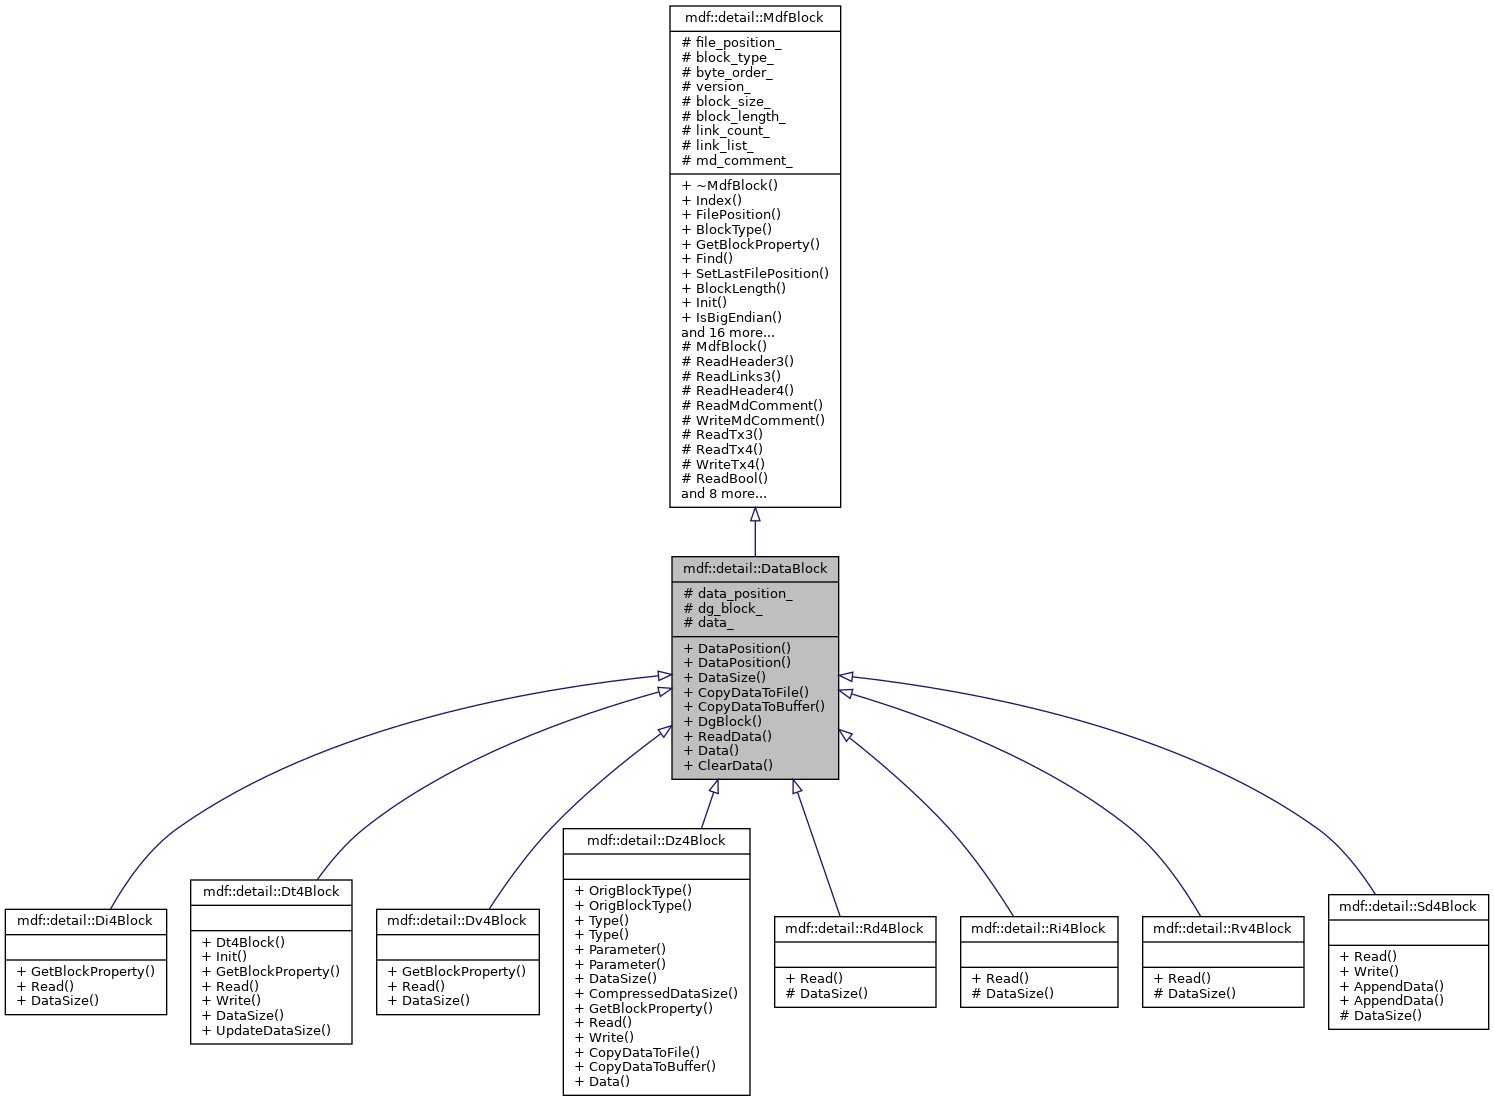 mdf::detail::MdfBlock
# file_position_
# block_type_
# byte_order_
# version_
# block_size_
# block_length_
# link_count_
# link_list_
# md_comment_
+ ~MdfBlock()
+ Index()
+ FilePosition()
+ BlockType()
+ GetBlockProperty()
+ Find()
+ SetLastFilePosition()
+ BlockLength()
+ Init()
+ IsBigEndian()
and 16 more...
# MdfBlock()
# ReadHeader3()
# ReadLinks3()
# ReadHeader4()
# ReadMdComment()
# WriteMdComment()
# ReadTx3()
# ReadTx4()
# WriteTx4()
# ReadBool()
and 8 more...
mdf::detail::DataBlock
# data_position_
# dg_block_
# data_
+ DataPosition()
+ DataPosition()
+ DataSize()
+ CopyDataToFile()
+ CopyDataToBuffer()
+ DgBlock()
+ ReadData()
+ Data()
+ ClearData()
mdf::detail::Di4Block
+ GetBlockProperty()
+ Read()
+ DataSize()
mdf::detail::Dt4Block
+ Dt4Block()
+ Init()
+ GetBlockProperty()
+ Read()
+ Write()
+ DataSize()
+ UpdateDataSize()
mdf::detail::Dv4Block
+ GetBlockProperty()
+ Read()
+ DataSize()
mdf::detail::Dz4Block
+ OrigBlockType()
+ OrigBlockType()
+ Type()
+ Type()
+ Parameter()
+ Parameter()
+ DataSize()
+ CompressedDataSize()
+ GetBlockProperty()
+ Read()
+ Write()
+ CopyDataToFile()
+ CopyDataToBuffer()
+ Data()
mdf::detail::Rd4Block
+ Read()
# DataSize()
mdf::detail::Ri4Block
+ Read()
# DataSize()
mdf::detail::Rv4Block
+ Read()
# DataSize()
mdf::detail::Sd4Block
+ Read()
+ Write()
+ AppendData()
+ AppendData()
# DataSize()